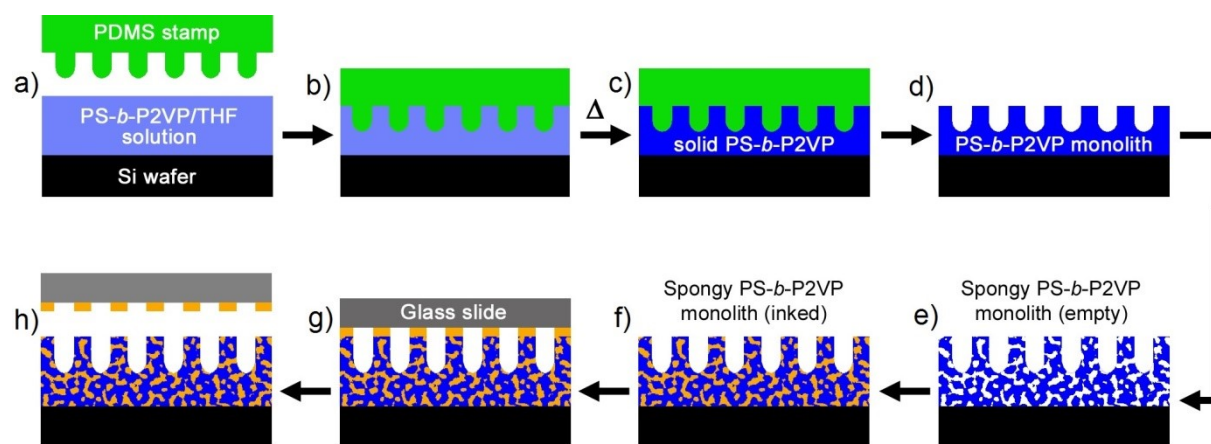 PDMS stamp
a)
PS-b-P2VP/THF
solution
Si wafer
b)
Δ
c)
solid PS-b-P2VP
d)
PS-b-P2VP monolith
h)
g)
Glass slide
f)
Spongy PS-b-P2VP
monolith (inked)
e)
Spongy PS-b-P2VP
monolith (empty)